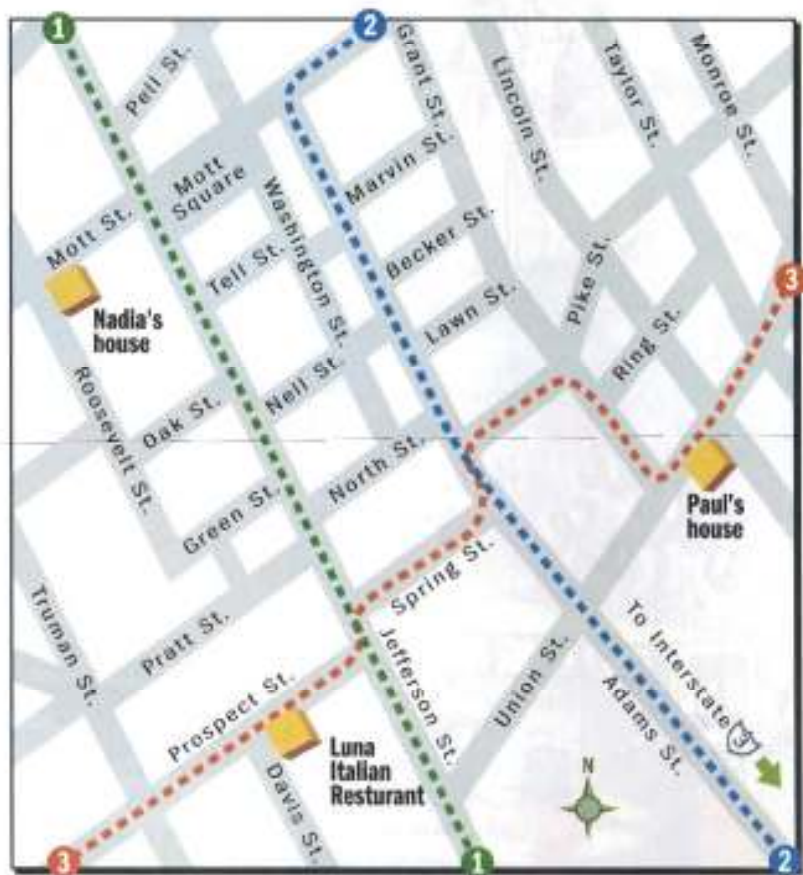 1
2
Pell St.
Grant St.
Lincoln St.
Taylor St.
Monroe St.
Mott
Square
Marvin St.
Mott St.
Washington St.
Tell St.
Becker St.
Pike St.
3
Nadia's
house
Lawn St.
Ring St.
Roosevelt St.
Oak St.
Nell St.
North St.
Green St.
Paul's
house
Spring St.
Truman St.
Pratt St.
Jefferson St.
To Interstate
3
Union St.
Adams St.
Prospect St.
Luna
Italian
Resturant
Davis St.
N
3
1
2